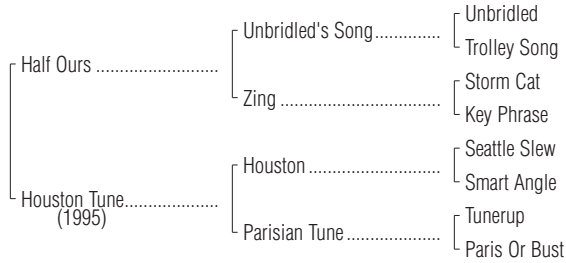 Unbridled
Unbridled's Song..............
Trolley Song
Half Ours ..........................
Storm Cat
Zing ..................................
Key Phrase
Seattle Slew
Houston ............................
Smart Angle
Houston Tune....................
(1995)
Tunerup
Parisian Tune....................
Paris Or Bust